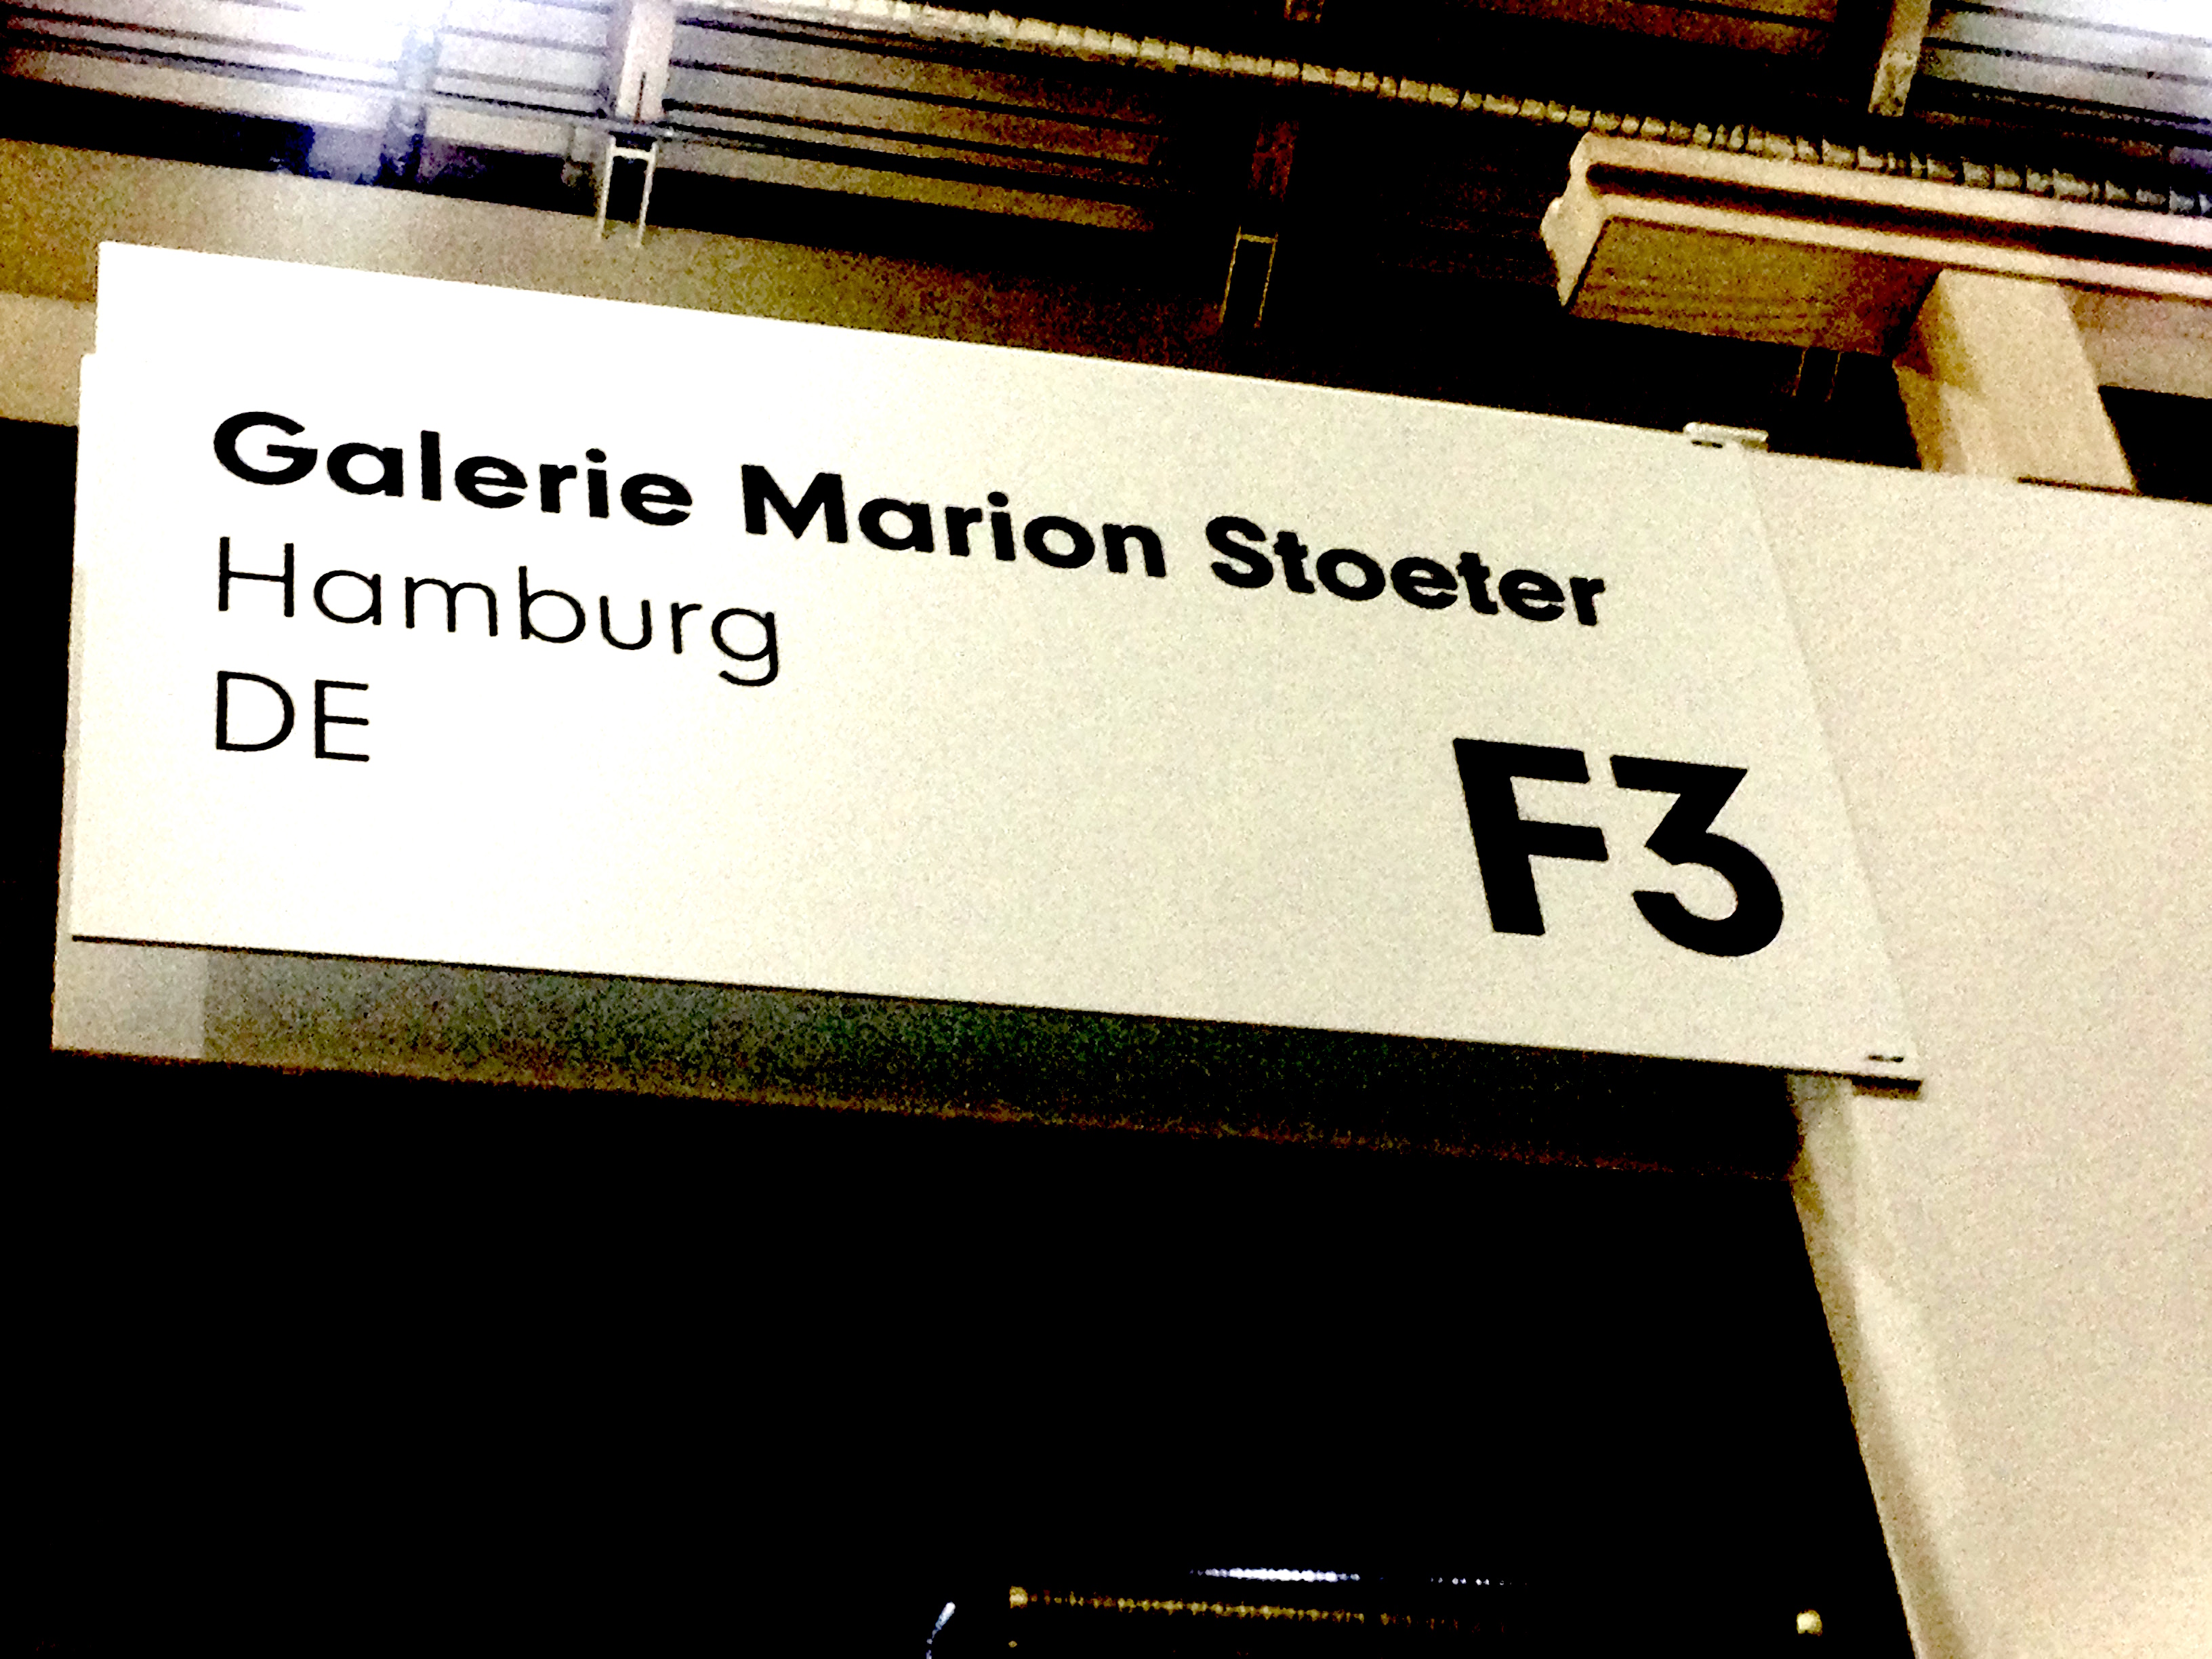 Galerie Marion Stoeter
Hamburg
DE
F3